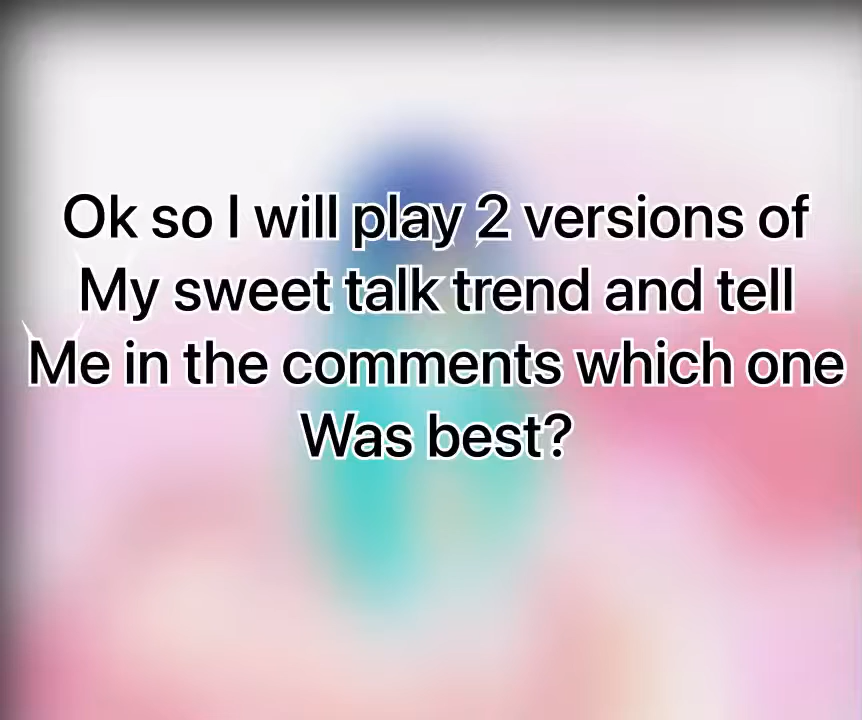 Ok so I will play 2 versions of
My sweet talk trend and tell
Me in the comments which one
Was best?